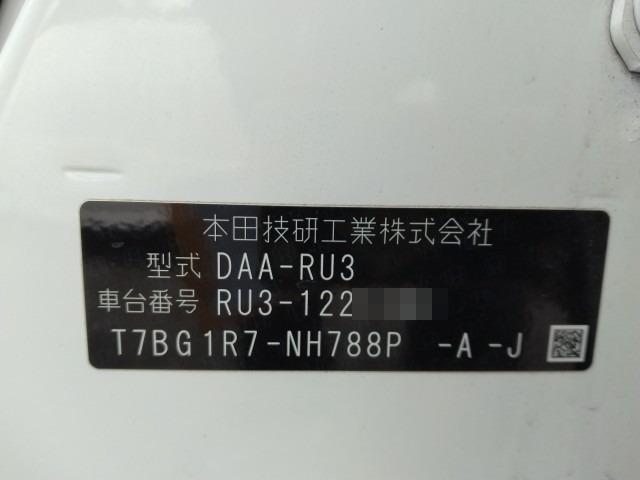 本田技研工業株式会社
型式 DAA-RU3
車台番号 RU3-122
T7BG1R7-NH788P -A -J